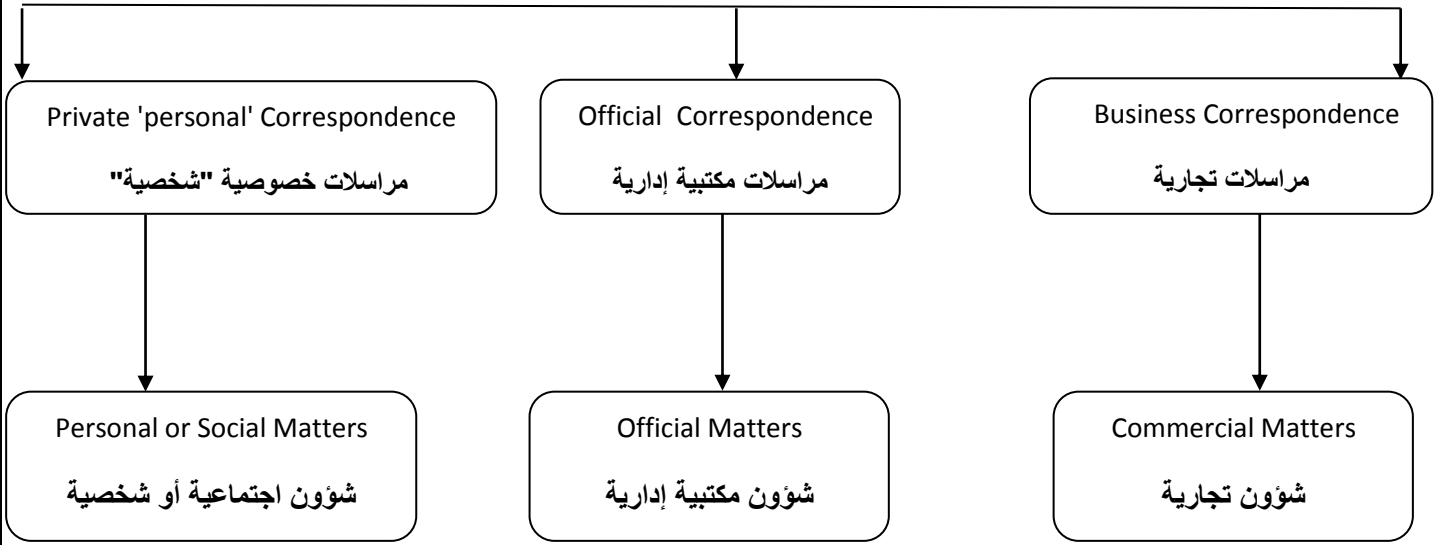 Private 'personal' Correspondence
مراسلات خصوصية "شخصية"
Official Correspondence
مراسلات مكتبية إدارية
Business Correspondence
مراسلات تجارية
Personal or Social Matters
شؤون اجتماعية أو شخصية
Official Matters
شؤون مكتبية إدارية
Commercial Matters
شؤون تجارية